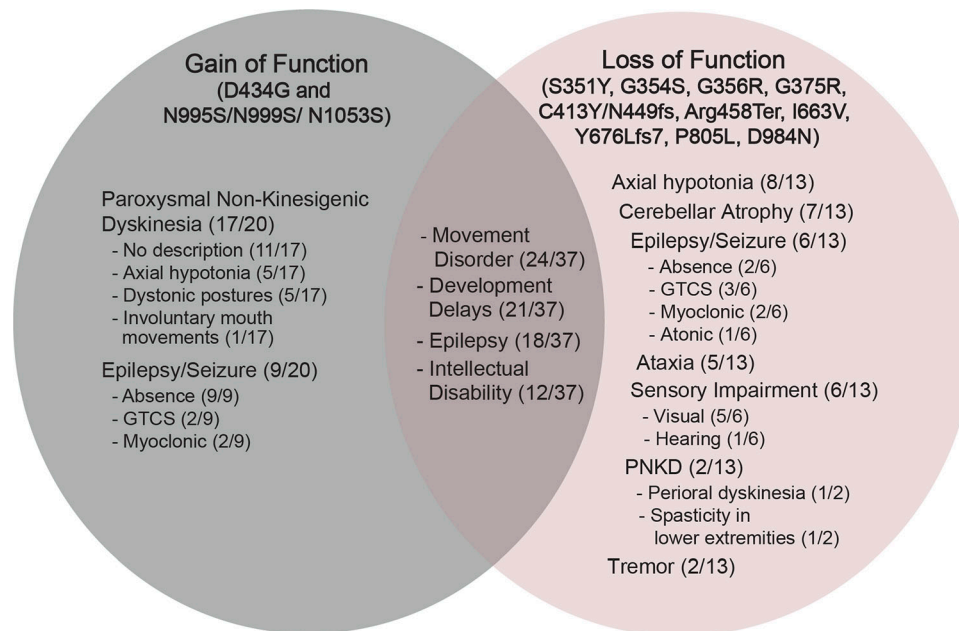 Gain of Function
(D434G and
N995S/N999S/ N1053S)
Paroxysmal Non-Kinesigenic
Dyskinesia (17/20)
- No description (11/17)
- Axial hypotonia (5/17)
- Dystonic postures (5/17)
- Involuntary mouth
movements (1/17)
Epilepsy/Seizure (9/20)
- Absence (9/9)
- GTCS (2/9)
- Myoclonic (2/9)
- Movement
Disorder (24/37)
- Development
Delays (21/37)
- Epilepsy (18/37)
- Intellectual
Disability (12/37)
Loss of Function
(S351Y, G354S, G356R, G375R,
C413Y/N449fs, Arg458Ter, I663V,
Y676Lfs7, P805L, D984N)
Axial hypotonia (8/13)
Cerebellar Atrophy (7/13)
Epilepsy/Seizure (6/13)
- Absence (2/6)
- GTCS (3/6)
- Myoclonic (2/6)
- Atonic (1/6)
Ataxia (5/13)
Sensory Impairment (6/13)
- Visual (5/6)
- Hearing (1/6)
PNKD (2/13)
- Perioral dyskinesia (1/2)
- Spasticity in
lower extremities (1/2)
Tremor (2/13)